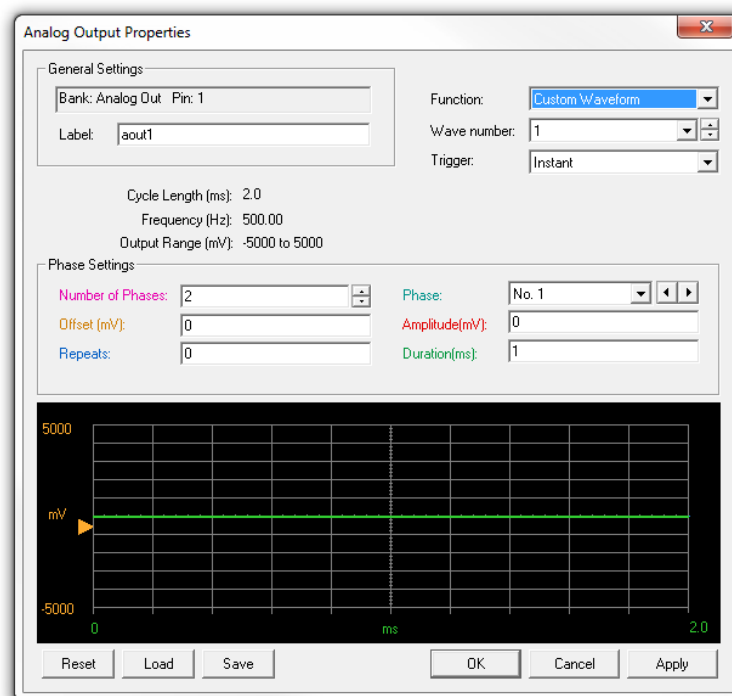 Analog Output Properties
General Settings
Bank: Analog Out Pin: 1
Label: aout1
Function: Custom Waveform
Wave number: 1
Trigger: Instant
Cycle Length (ms): 2.0
Frequency (Hz): 500.00
Output Range (mV): -5000 to 5000
Phase Settings
Number of Phases: 2
Offset (mV): 0
Repeats: 0
Phase: No. 1
Amplitude(mV): 0
Duration(ms): 1
5000
mV
-5000
0 ms 2.0
Reset Load Save OK Cancel Apply